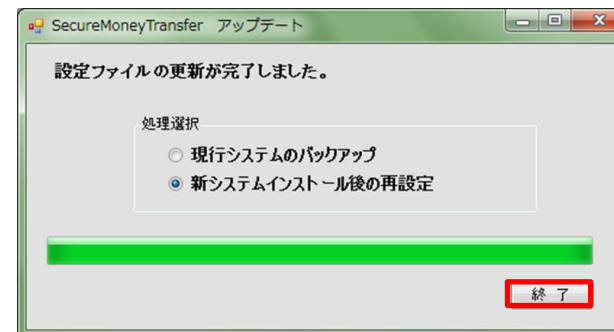 SecureMoneyTransfer アップデート
設定ファイルの更新が完了しました。
処理選択
現行システムのバックアップ
新システムインストール後の再設定
終 了